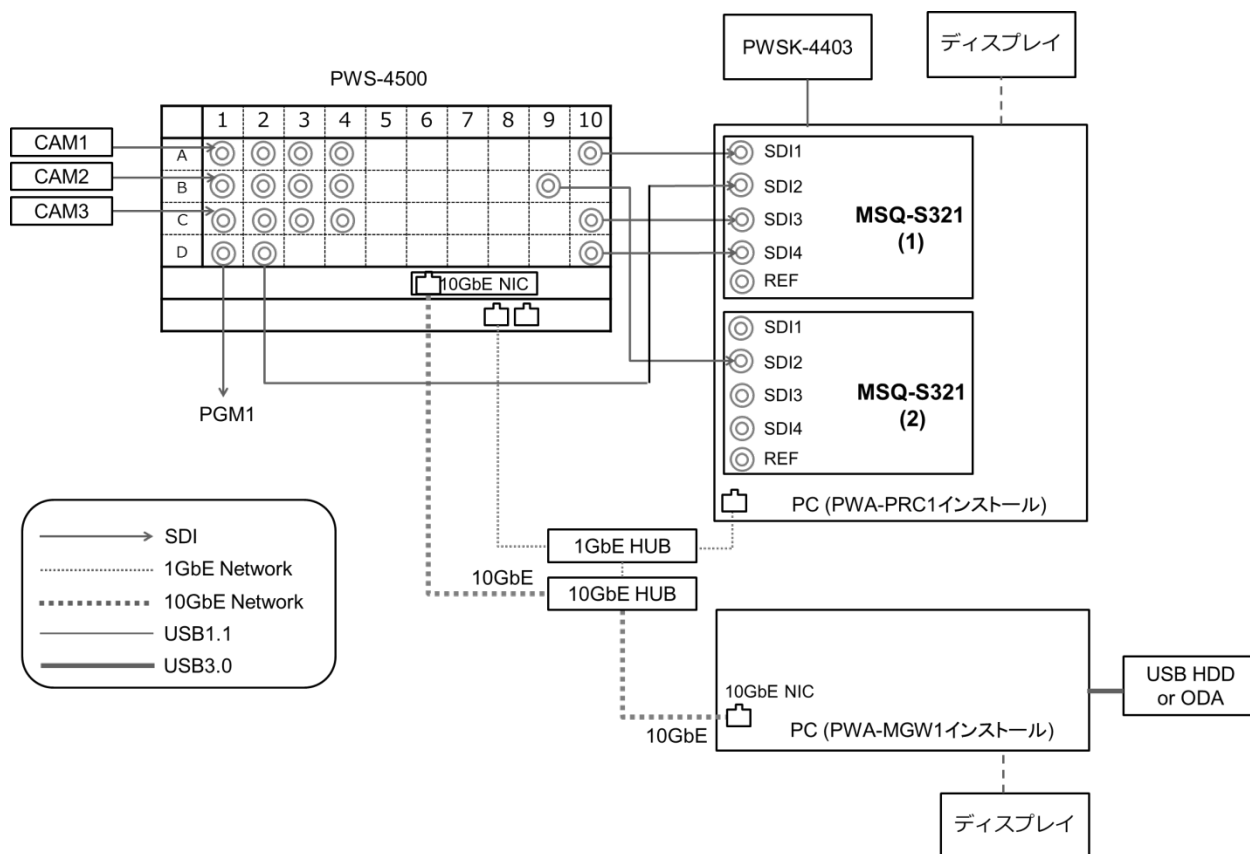 PWS-4500
1 2 3 4 5 6 7 8 9 10
A
B
C
D
CAM1
CAM2
CAM3
10GbE NIC
PGM1
PWSK-4403
ディスプレイ
SDI1
SDI2
SDI3
SDI4
REF
MSQ-S321
(1)
SDI1
SDI2
SDI3
SDI4
REF
MSQ-S321
(2)
PC (PWA-PRC1インストール)
1GbE HUB
10GbE
10GbE HUB
SDI
1GbE Network
10GbE Network
USB1.1
USB3.0
10GbE NIC
10GbE
PC (PWA-MGW1インストール)
USB HDD
or ODA
ディスプレイ